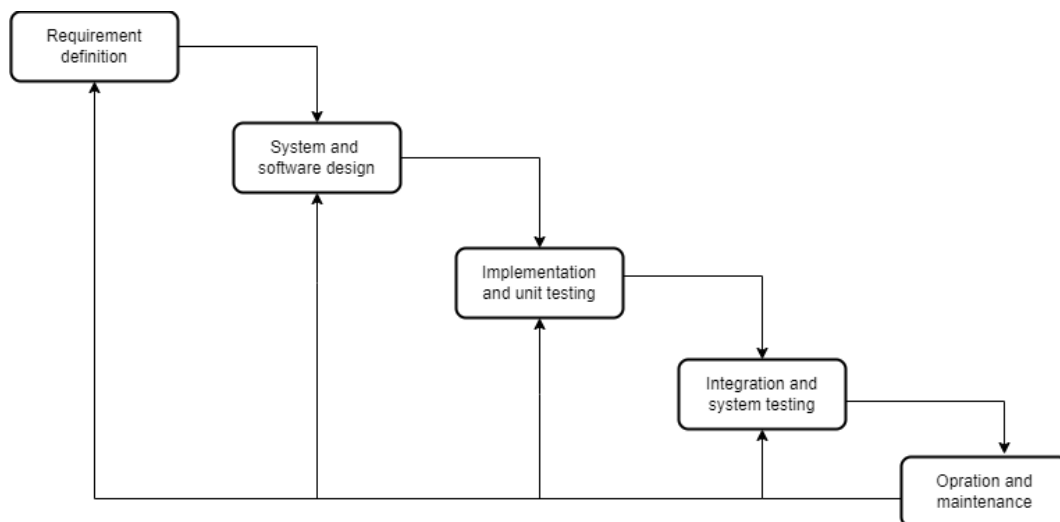 Requirement
definition
System and
software design
Implementation
and unit testing
Integration and
system testing
Opration and
maintenance